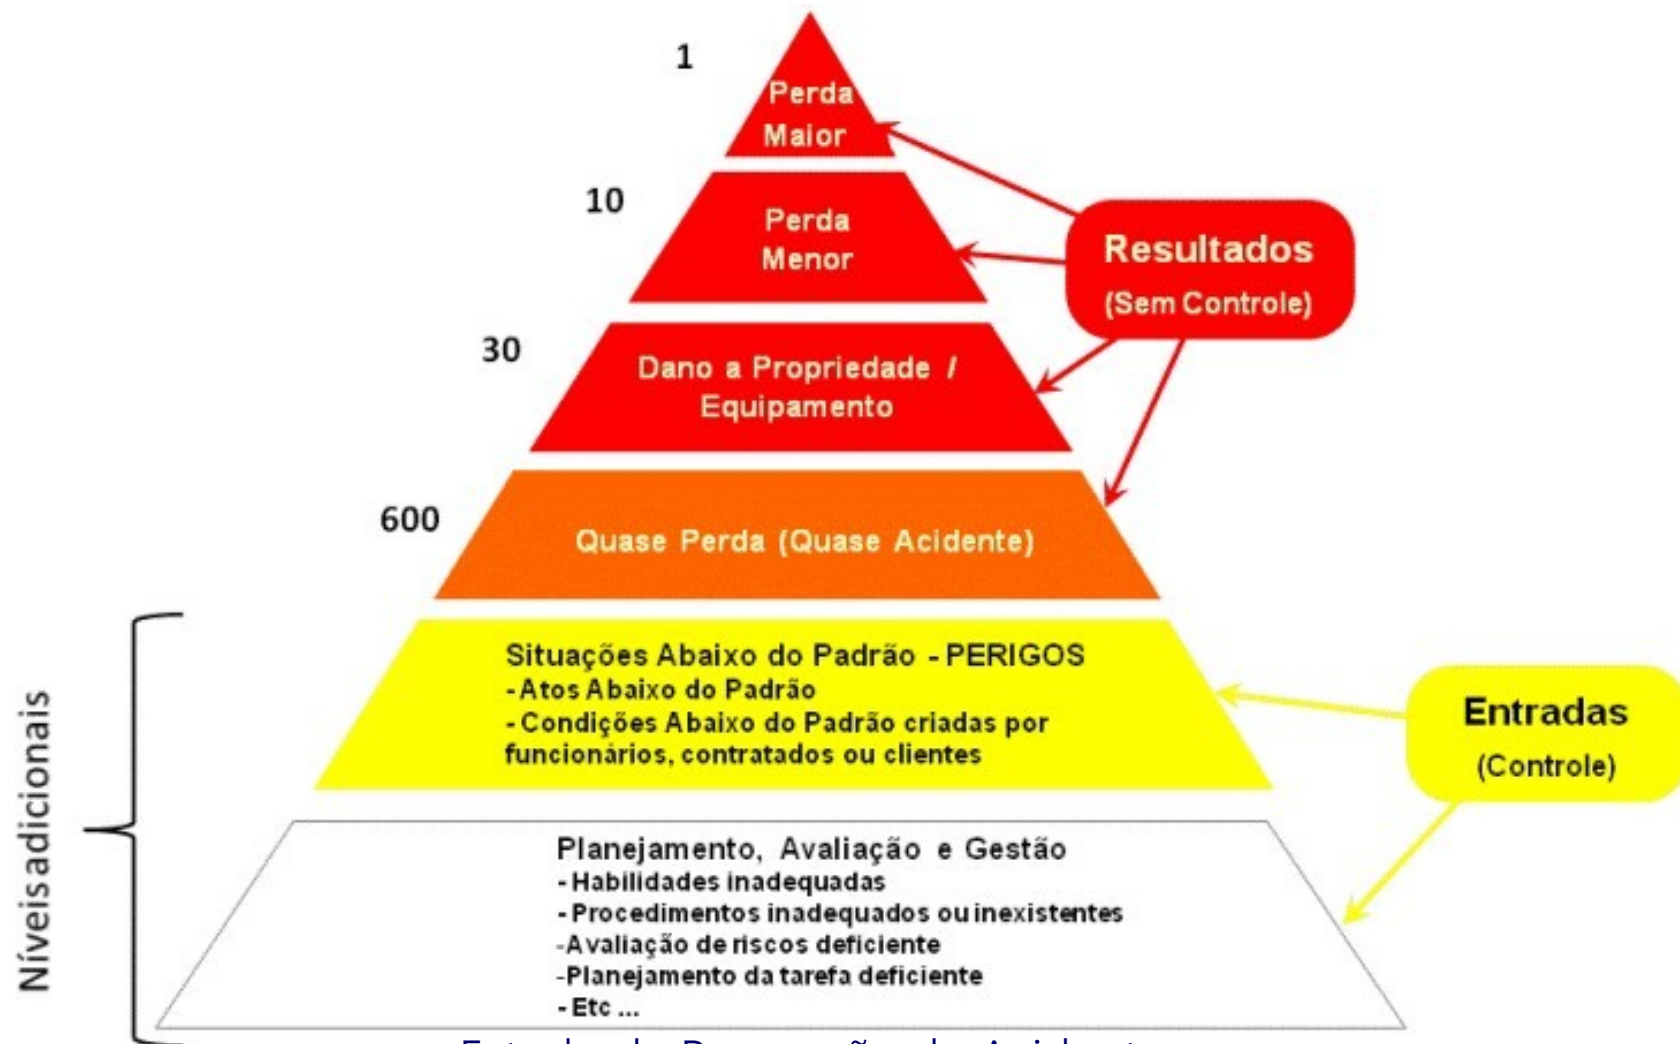 1
Perda
Maior
10
Perda
Menor
Resultados
(Sem Controle)
30
Dano a Propriedade /
Equipamento
600
Quase Perda (Quase Acidente)
Níveisadicionais
Situações Abaixo do Padrão - PERIGOS
- Atos Abaixo do Padrão
- Condições Abaixo do Padrão criadas por
funcionários, contratados ou clientes
Entradas
(Controle)
Planejamento, Avaliação e Gestão
- Habilidades inadequadas
- Procedimentos inadequados ou inexistentes
-Avaliação de riscos deficiente
-Planejamento da tarefa deficiente
- Etc ...